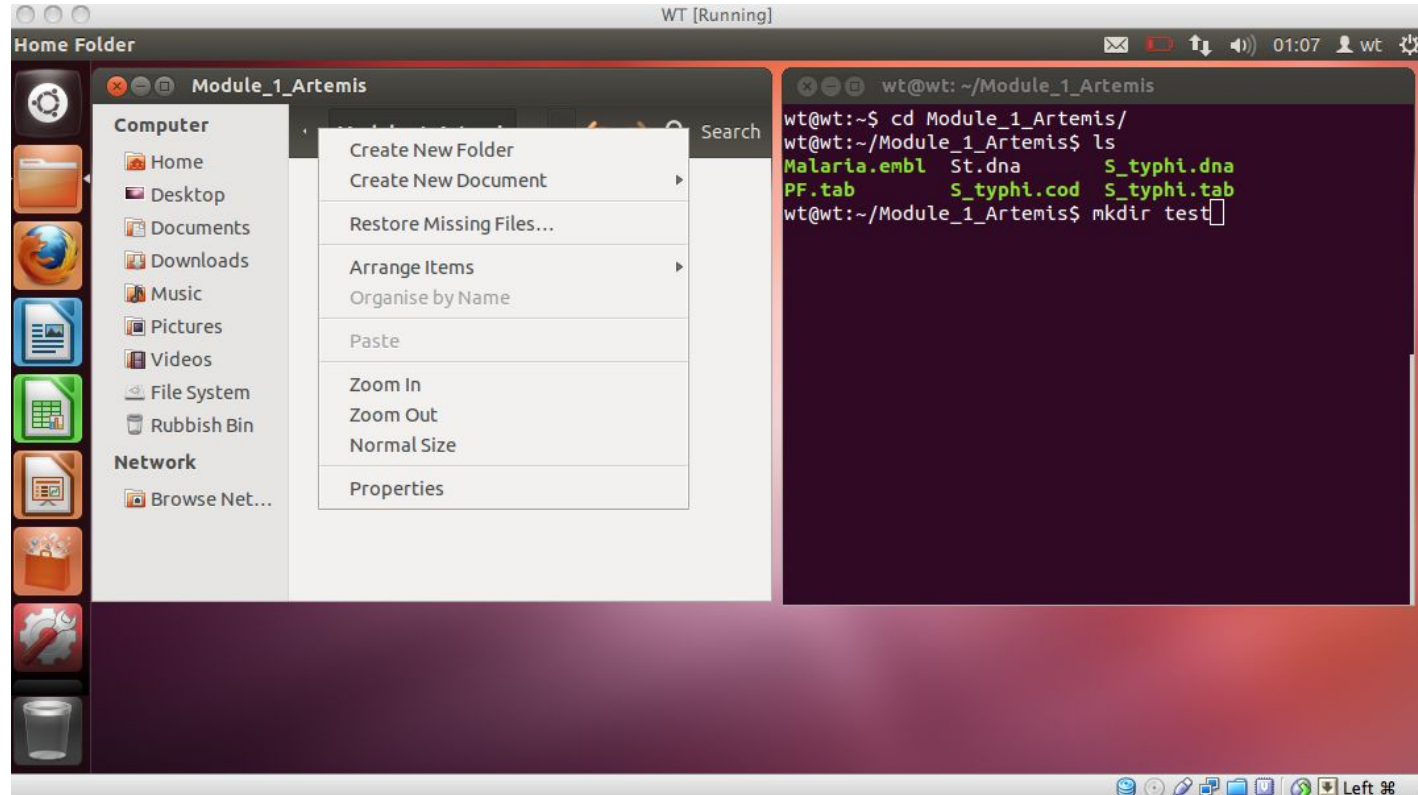 WT [Running]
Home Folder
01:07 wt
Module_1_Artemis
Computer
Home
Desktop
Documents
Downloads
Music
Pictures
Videos
File System
Rubbish Bin
Network
Browse Net...
Search
Create New Folder
Create New Document
Restore Missing Files...
Arrange Items
Organise by Name
Paste
Zoom In
Zoom Out
Normal Size
Properties
wt@wt: ~/Module_1_Artemis
wt@wt:~$ cd Module_1_Artemis/
wt@wt:~/Module_1_Artemis$ ls
Malaria.embl St.dna S_typhi.dna
PF.tab S_typhi.cod S_typhi.tab
wt@wt:~/Module_1_Artemis$ mkdir test
Left ⌘